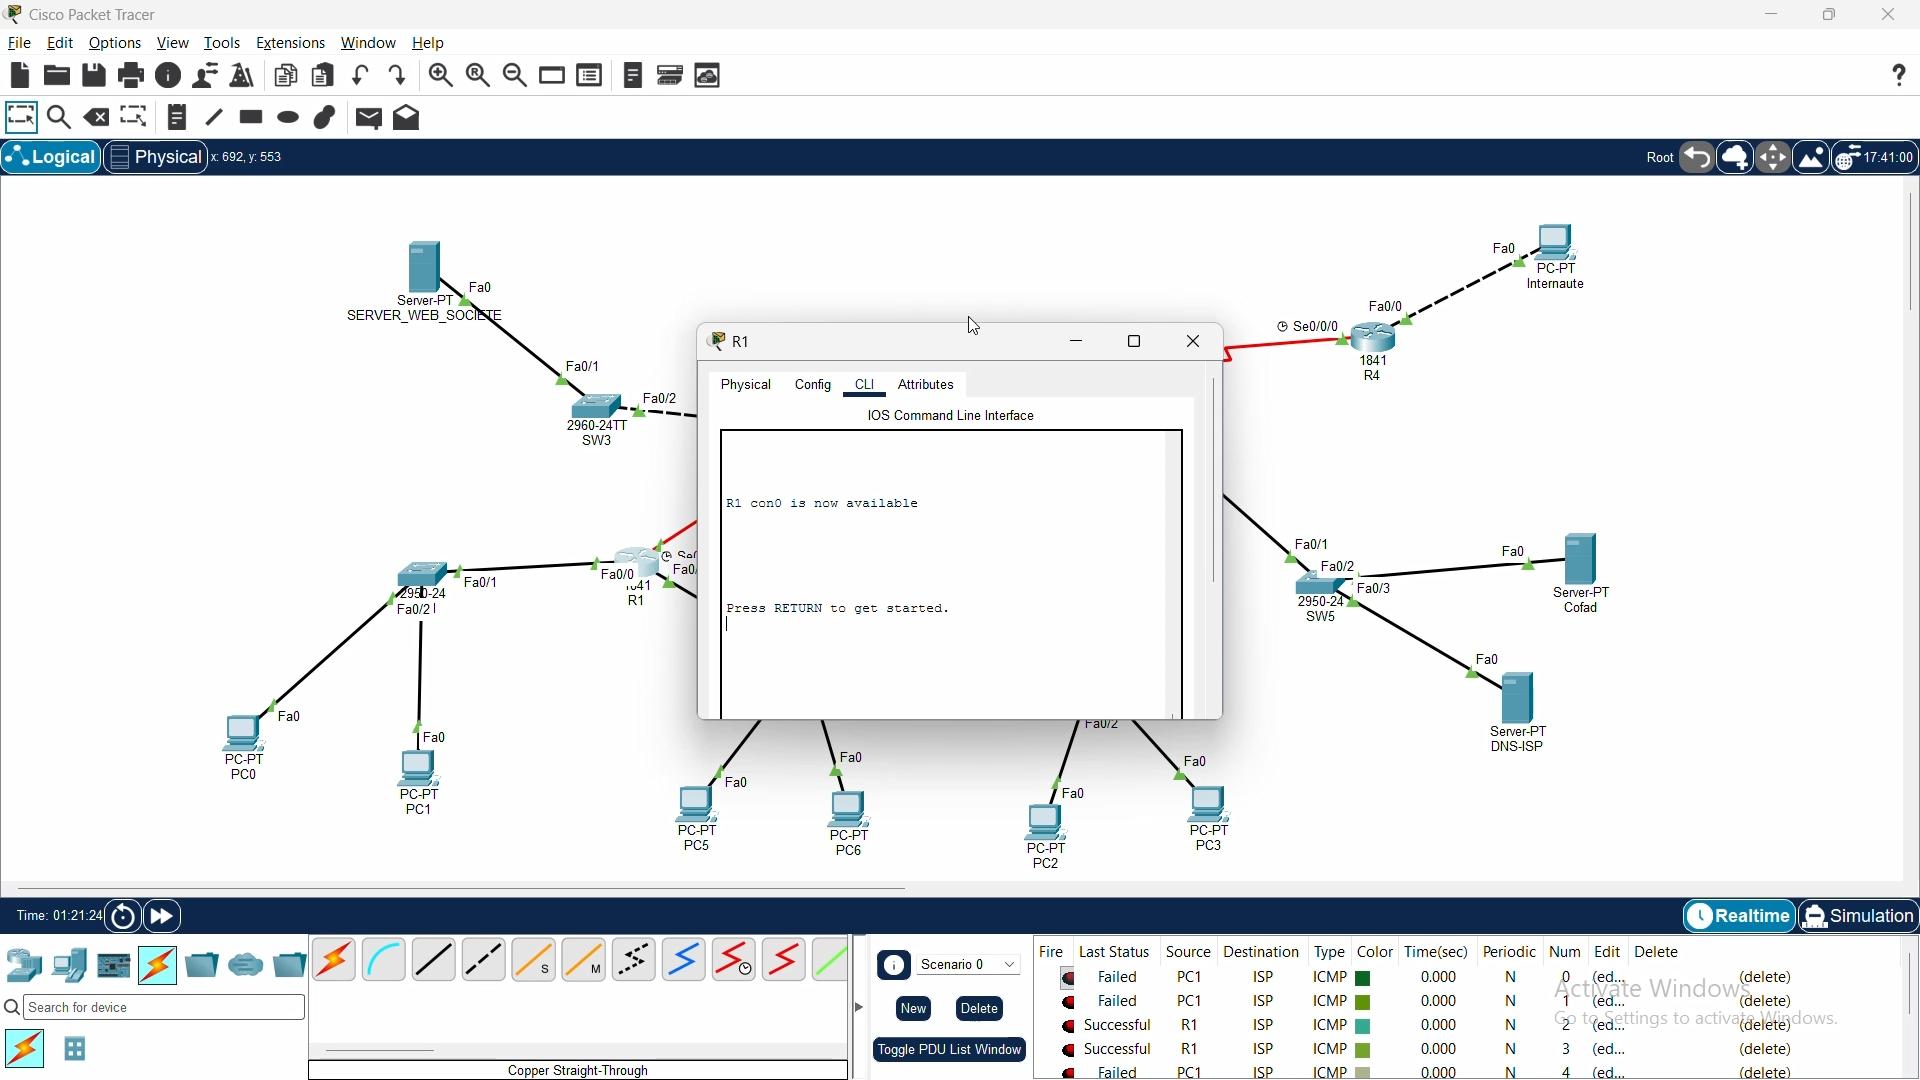 Cisco Packet Tracer
File Edit Options View Tools Extensions Window Help
Logical Physical x: 692, y: 553
Root 17:41:00
Fa0
Server-PT
SERVER_WEB_SOCIETE
Fa0/1
Fa0/2
2960-24TT
SW3
Fa0
PC-PT
Internaute
Fa0/0
Se0/0/0
1841
R4
R1
Physical Config CLI Attributes
IOS Command Line Interface
R1 con0 is now available
Press RETURN to get started.
Fa0/1
Fa0/2
2950-24
Fa0/0
R1
Fa0/1
Fa0/2
Fa0/3
2950-24
SW5
Fa0
Server-PT
Cofad
Fa0
Server-PT
DNS-ISP
Fa0
PC-PT
PC0
Fa0
PC-PT
PC1
Fa0
PC-PT
PC5
Fa0
PC-PT
PC6
Fa0/2
Fa0
PC-PT
PC2
Fa0
PC-PT
PC3
Time: 01:21:24
Realtime Simulation
Search for device
S M
Copper Straight-Through
Scenario 0
New Delete
Toggle PDU List Window
Fire Last Status Source Destination Type Color Time(sec) Periodic Num Edit Delete
Failed PC1 ISP ICMP 0.000 N 0 (ed... (delete)
Failed PC1 ISP ICMP 0.000 N 1 (ed... (delete)
Successful R1 ISP ICMP 0.000 N 2 (ed... (delete)
Successful R1 ISP ICMP 0.000 N 3 (ed... (delete)
Failed PC1 ISP ICMP 0.000 N 4 (ed... (delete)
Activate Windows
Go to Settings to activate Windows.